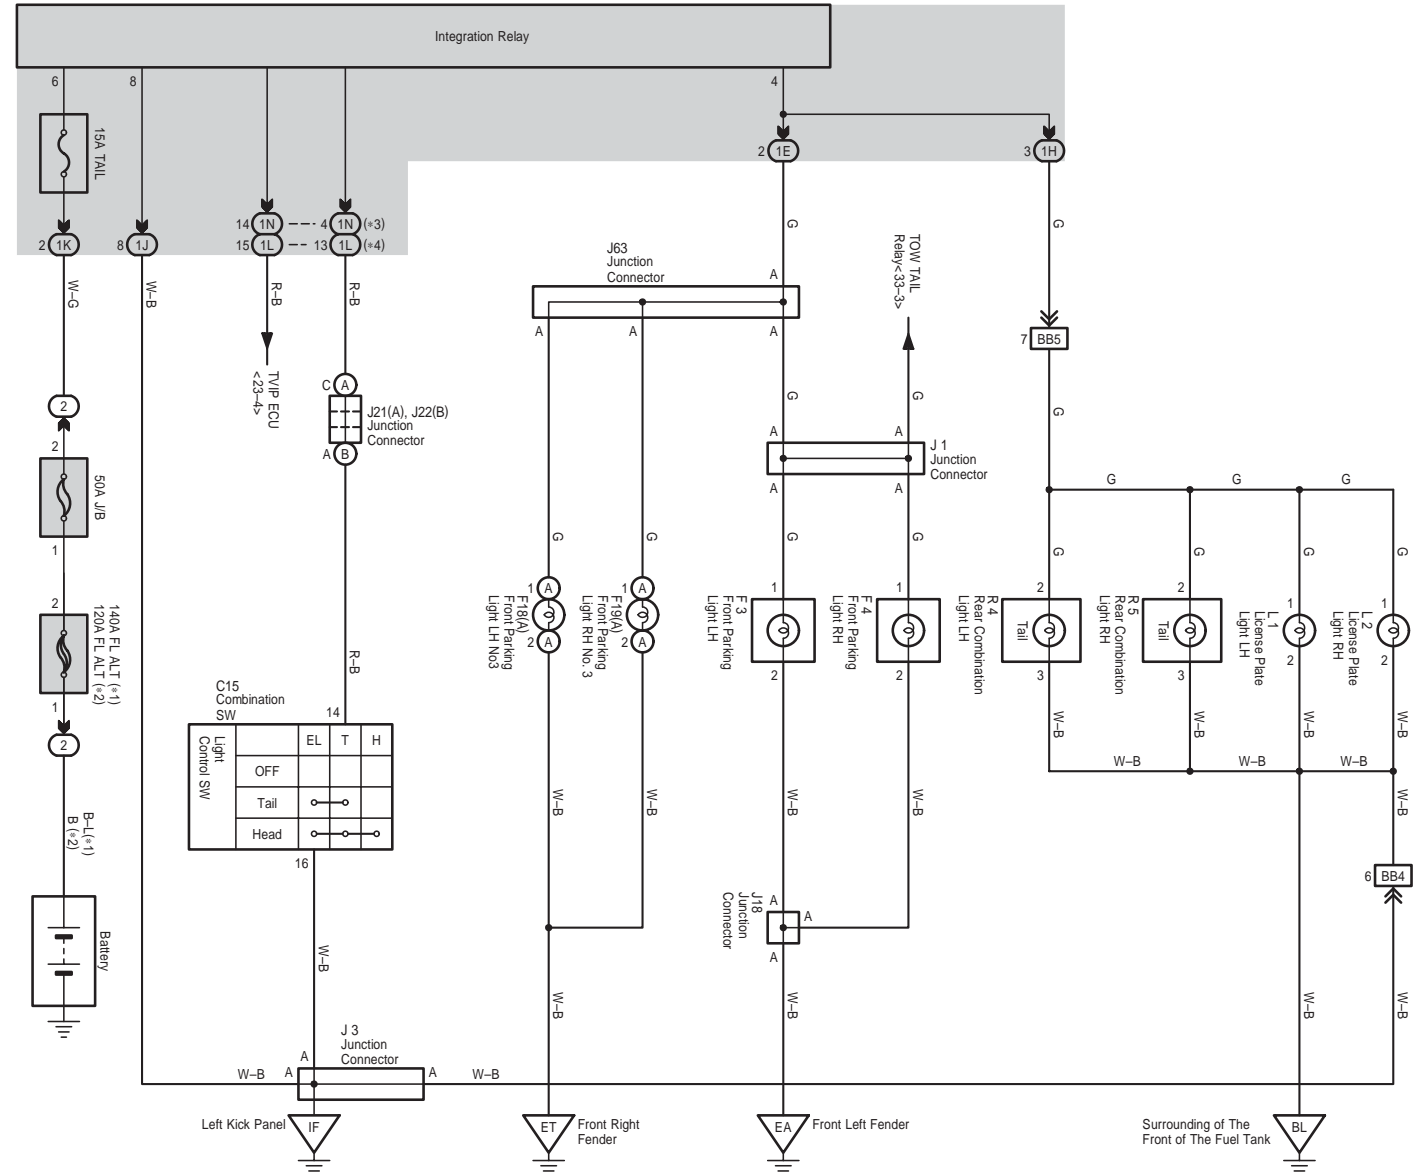 Integration Relay
6
8
4
15A TAIL
2 1E
3 1H
14 1N
4 1N (*3)
2 1K
8 1J
15 1L
13 1L (*4)
W–G
W–B
R–B
R–B
G
G
TOW TAIL
Relay<33–3>
J63
Junction
Connector
A
A
A
A
7 BB5
TVIP ECU
<23–4>
C A
J21(A), J22(B)
Junction
Connector
A B
2
2
50A J/B
1
G
G
G
A
A
J 1
Junction
Connector
A
A
G
G
G
G
G
G
G
G
G
G
G
2
140A FL ALT (*1)
120A FL ALT (*2)
1
2
1 A
F18(A)
Front Parking
Light LH No3
2 A
1 A
F19(A)
Front Parking
Light RH No. 3
2 A
1
F 3
Front Parking
Light LH
2
1
F 4
Front Parking
Light RH
2
2
R 4
Rear Combination
Light LH
Tail
3
2
R 5
Rear Combination
Light RH
Tail
3
1
L 1
License Plate
Light LH
2
1
L 2
License Plate
Light RH
2
R–B
C15
Combination
SW
14
Light
Control SW
EL T H
OFF
Tail
Head
16
W–B
W–B
W–B
W–B
W–B
W–B
W–B
W–B
W–B
W–B
W–B
B–L(*1)
B (*2)
Battery
6 BB4
J18
Junction
Connector
A
A
A
W–B
W–B
W–B
W–B
W–B
J 3
Junction
Connector
A
W–B
A
A
W–B
Left Kick Panel
IF
ET
Front Right
Fender
EA
Front Left Fender
Surrounding of The
Front of The Fuel Tank
BL